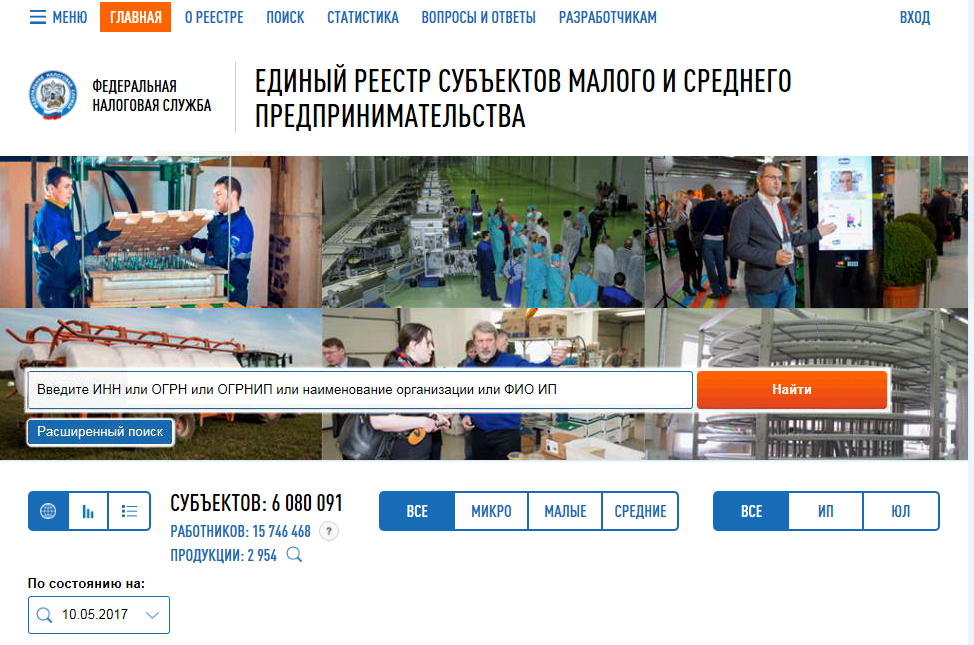 МЕНЮ ГЛАВНАЯ О РЕЕСТРЕ ПОИСК СТАТИСТИКА ВОПРОСЫ И ОТВЕТЫ РАЗРАБОТЧИКАМ ВХОД
ФЕДЕРАЛЬНАЯ
НАЛОГОВАЯ СЛУЖБА
ЕДИНЫЙ РЕЕСТР СУБЪЕКТОВ МАЛОГО И СРЕДНЕГО
ПРЕДПРИНИМАТЕЛЬСТВА
Введите ИНН или ОГРН или ОГРНИП или наименование организации или ФИО ИП Найти
Расширенный поиск
СУБЪЕКТОВ: 6 080 091
РАБОТНИКОВ: 15 746 468 ?
ПРОДУКЦИИ: 2 954
ВСЕ МИКРО МАЛЫЕ СРЕДНИЕ
ВСЕ ИП ЮЛ
По состоянию на:
10.05.2017